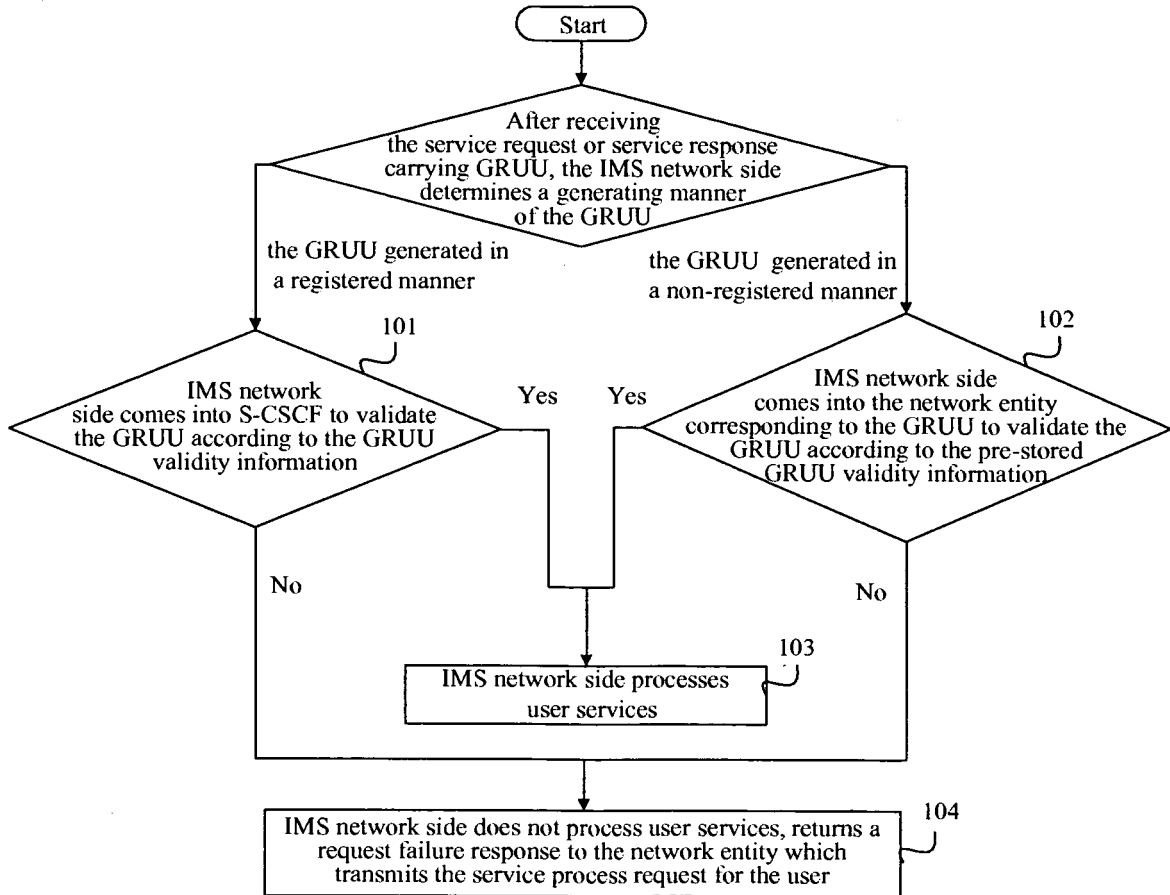 Start
After receiving
the service request or service response
carrying GRUU, the IMS network side
determines a generating manner
of the GRUU
the GRUU generated in
a registered manner
the GRUU generated in
a non-registered manner
101
102
IMS network
side comes into S-CSCF to validate
the GRUU according to the GRUU
validity information
Yes
Yes
IMS network side
comes into the network entity
corresponding to the GRUU to validate the
GRUU according to the pre-stored
GRUU validity information
No
No
103
IMS network side processes
user services
104
IMS network side does not process user services, returns a
request failure response to the network entity which
transmits the service process request for the user